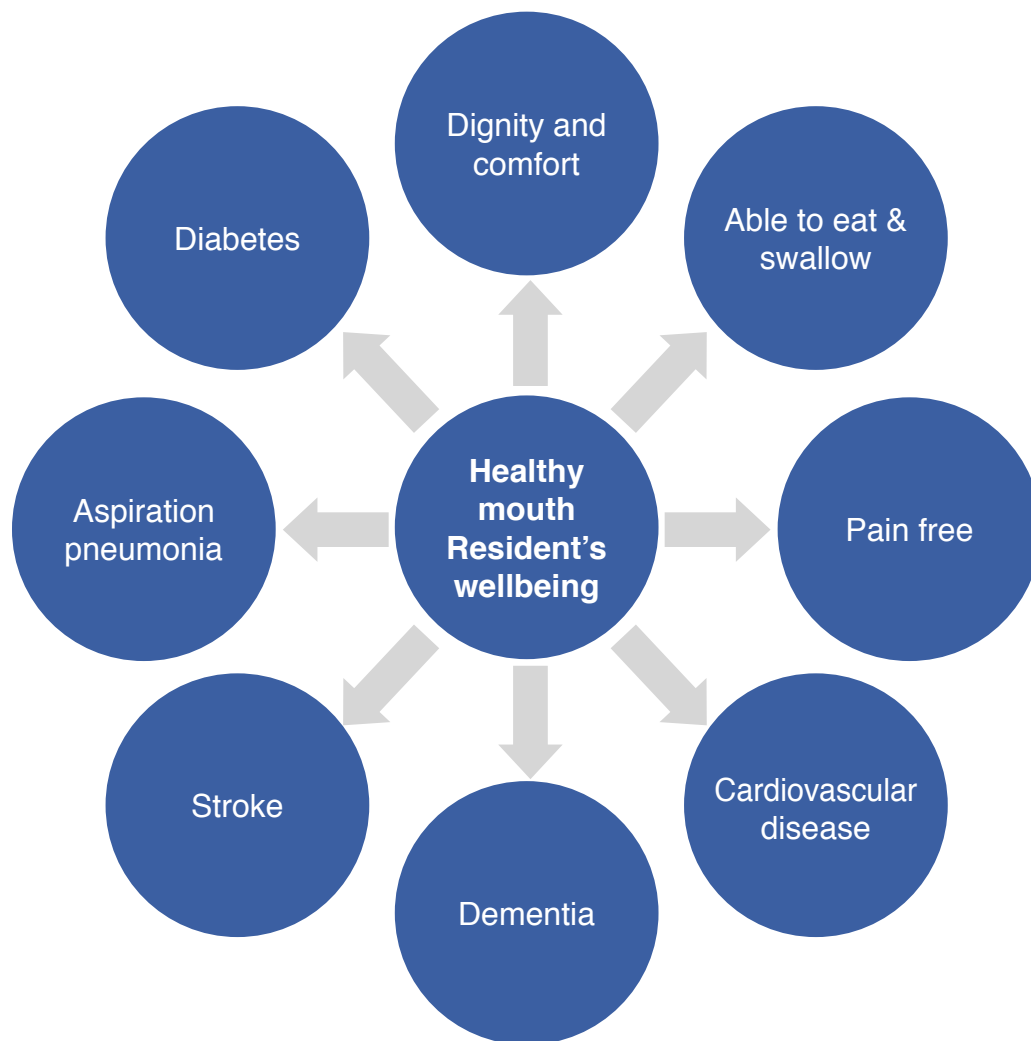 Dignity and
comfort
Able to eat &
swallow
Pain free
Cardiovascular
disease
Dementia
Stroke
Aspiration
pneumonia
Diabetes
Healthy
mouth
Resident’s
wellbeing